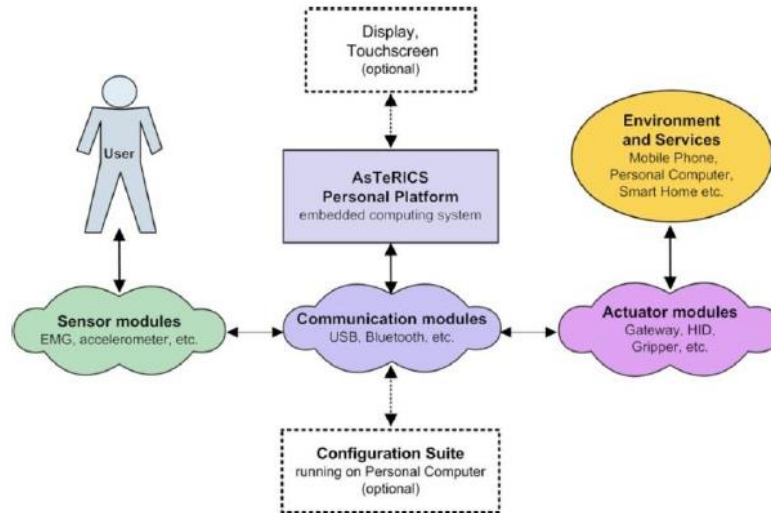 Display,
Touchscreen
(optional)
User
AsTeRICS
Personal Platform
embedded computing system
Environment
and Services
Mobile Phone,
Personal Computer,
Smart Home etc.
Sensor modules
EMG, accelerometer, etc.
Communication modules
USB, Bluetooth, etc.
Actuator modules
Gateway, HID,
Gripper, etc.
Configuration Suite
running on Personal Computer
(optional)